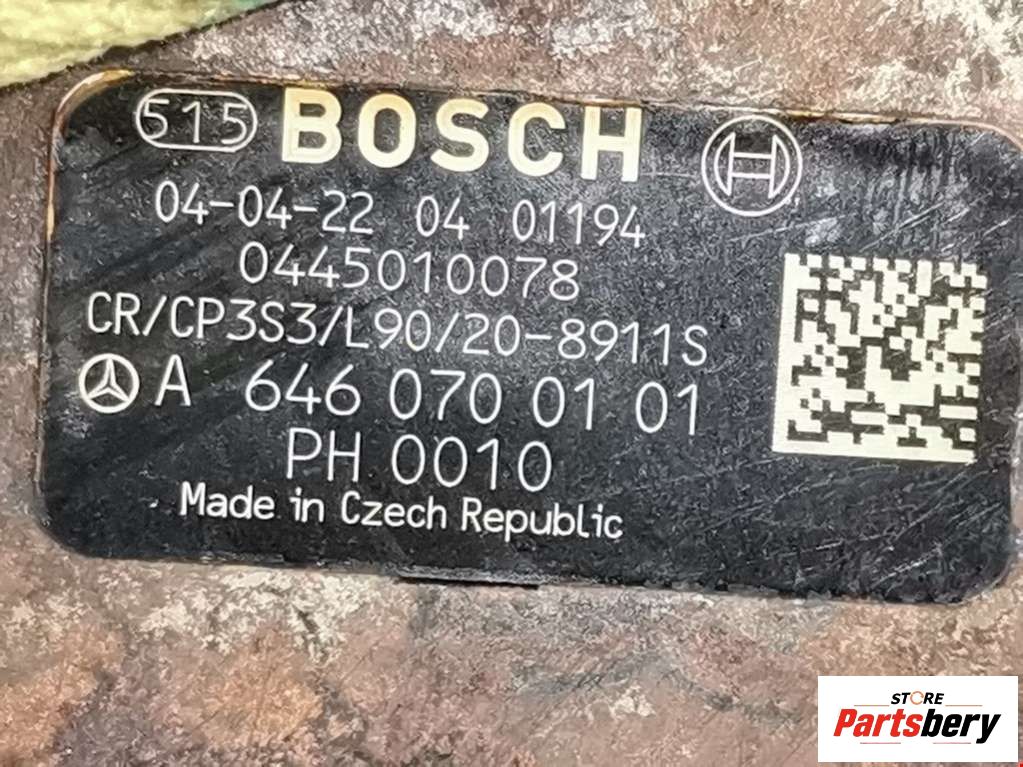 515 BOSCH
04-04-22 04 01194
0445010078
CR/CP3S3/L90/20-8911S
A 646 070 01 01
PH 0010
Made in Czech Republic
STORE
Partsbery